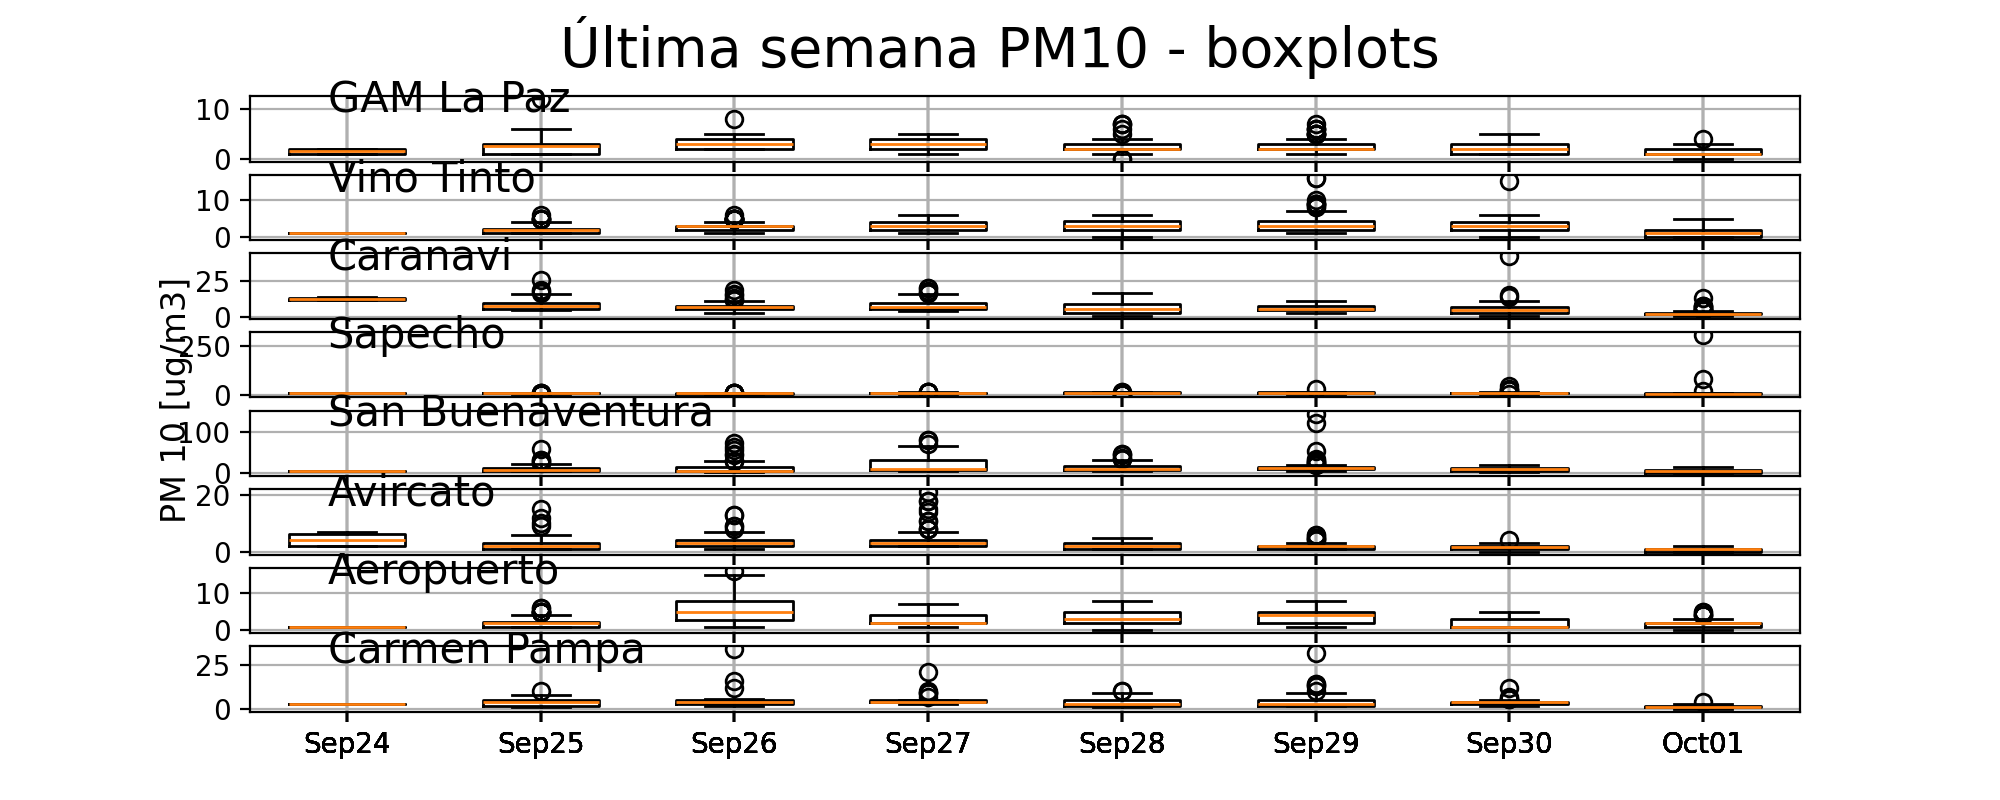 Última semana PM10 - boxplots
GAM La Paz
10
0
Vino Tinto
10
0
Caranavi
25
0
Sapecho
250
0
San Buenaventura
100
0
Avircato
20
0
Aeropuerto
10
0
Carmen Pampa
25
0
PM 10 [ug/m3]
Sep24 Sep25 Sep26 Sep27 Sep28 Sep29 Sep30 Oct01